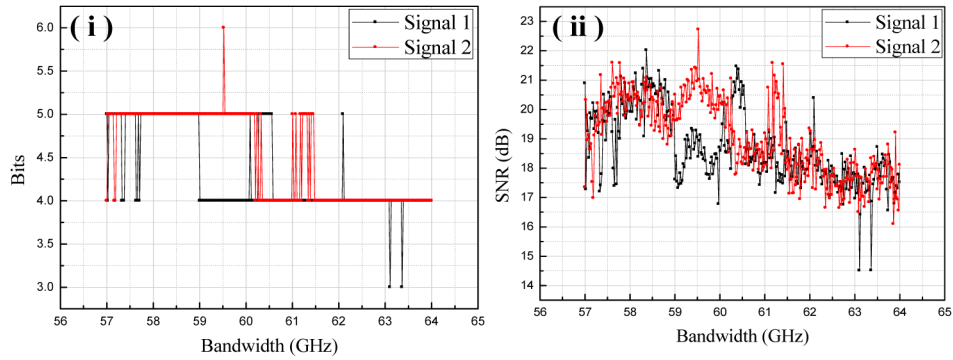 ( i )
Signal 1
Signal 2
6.0
5.5
5.0
4.5
4.0
3.5
3.0
Bits
56 57 58 59 60 61 62 63 64 65
Bandwidth (GHz)
( ii )
Signal 1
Signal 2
23
22
21
20
19
18
17
16
15
14
SNR (dB)
56 57 58 59 60 61 62 63 64 65
Bandwidth (GHz)